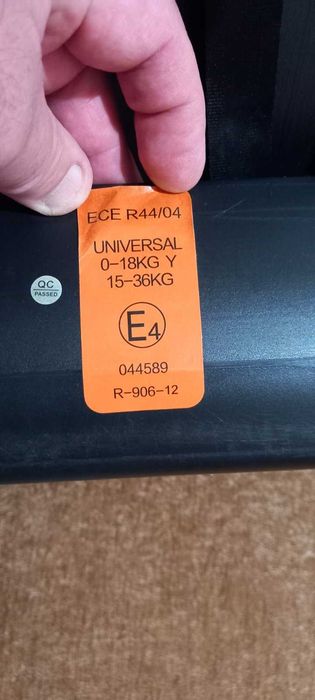 ECE R44/04
UNIVERSAL
0-18KG Y
15-36KG
E4
044589
R-906-12
QC
PASSED